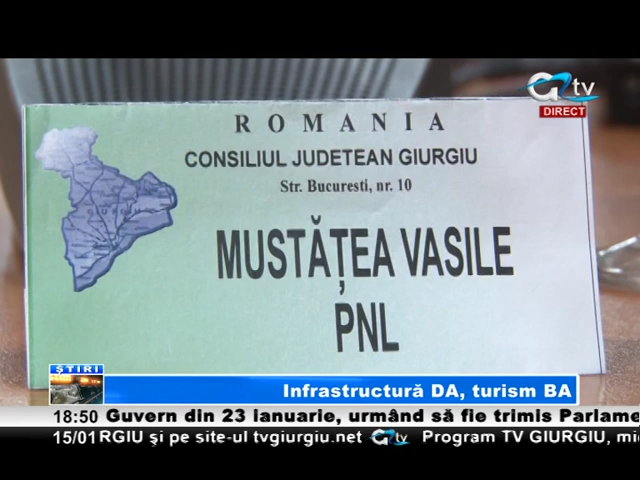 G tv
DIRECT
ROMANIA
CONSILIUL JUDETEAN GIURGIU
Str. Bucuresti, nr. 10
GIURGIU
MUSTĂȚEA VASILE
PNL
ȘTIRI
Infrastructură DA, turism BA
18:50 Guvern din 23 ianuarie, urmând să fie trimis Parlame
15/01 RGIU și pe site-ul tvgiurgiu.net G tv Program TV GIURGIU, mi